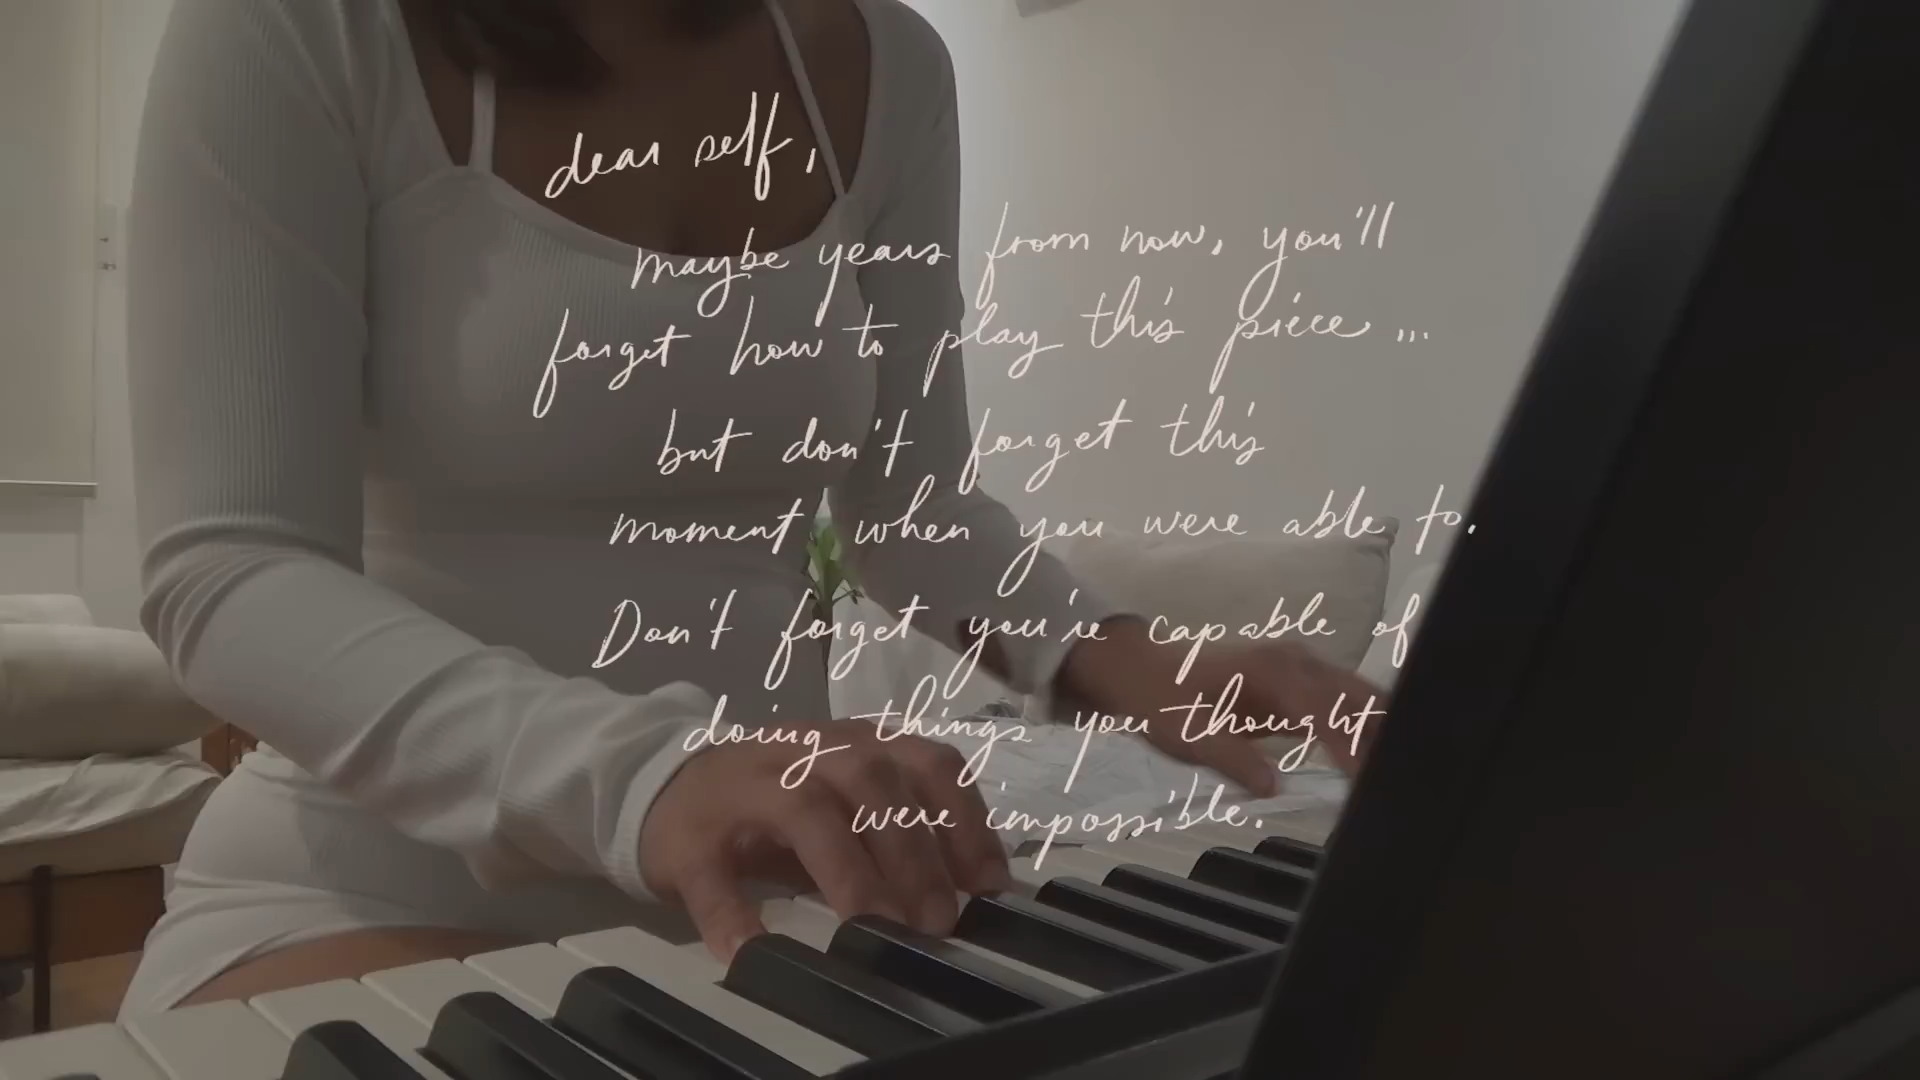 dear self,
maybe years from now, you'll
forget how to play this piece...
but don't forget this
moment when you were able to.
Don't forget you're capable of
doing things you thought
were impossible.